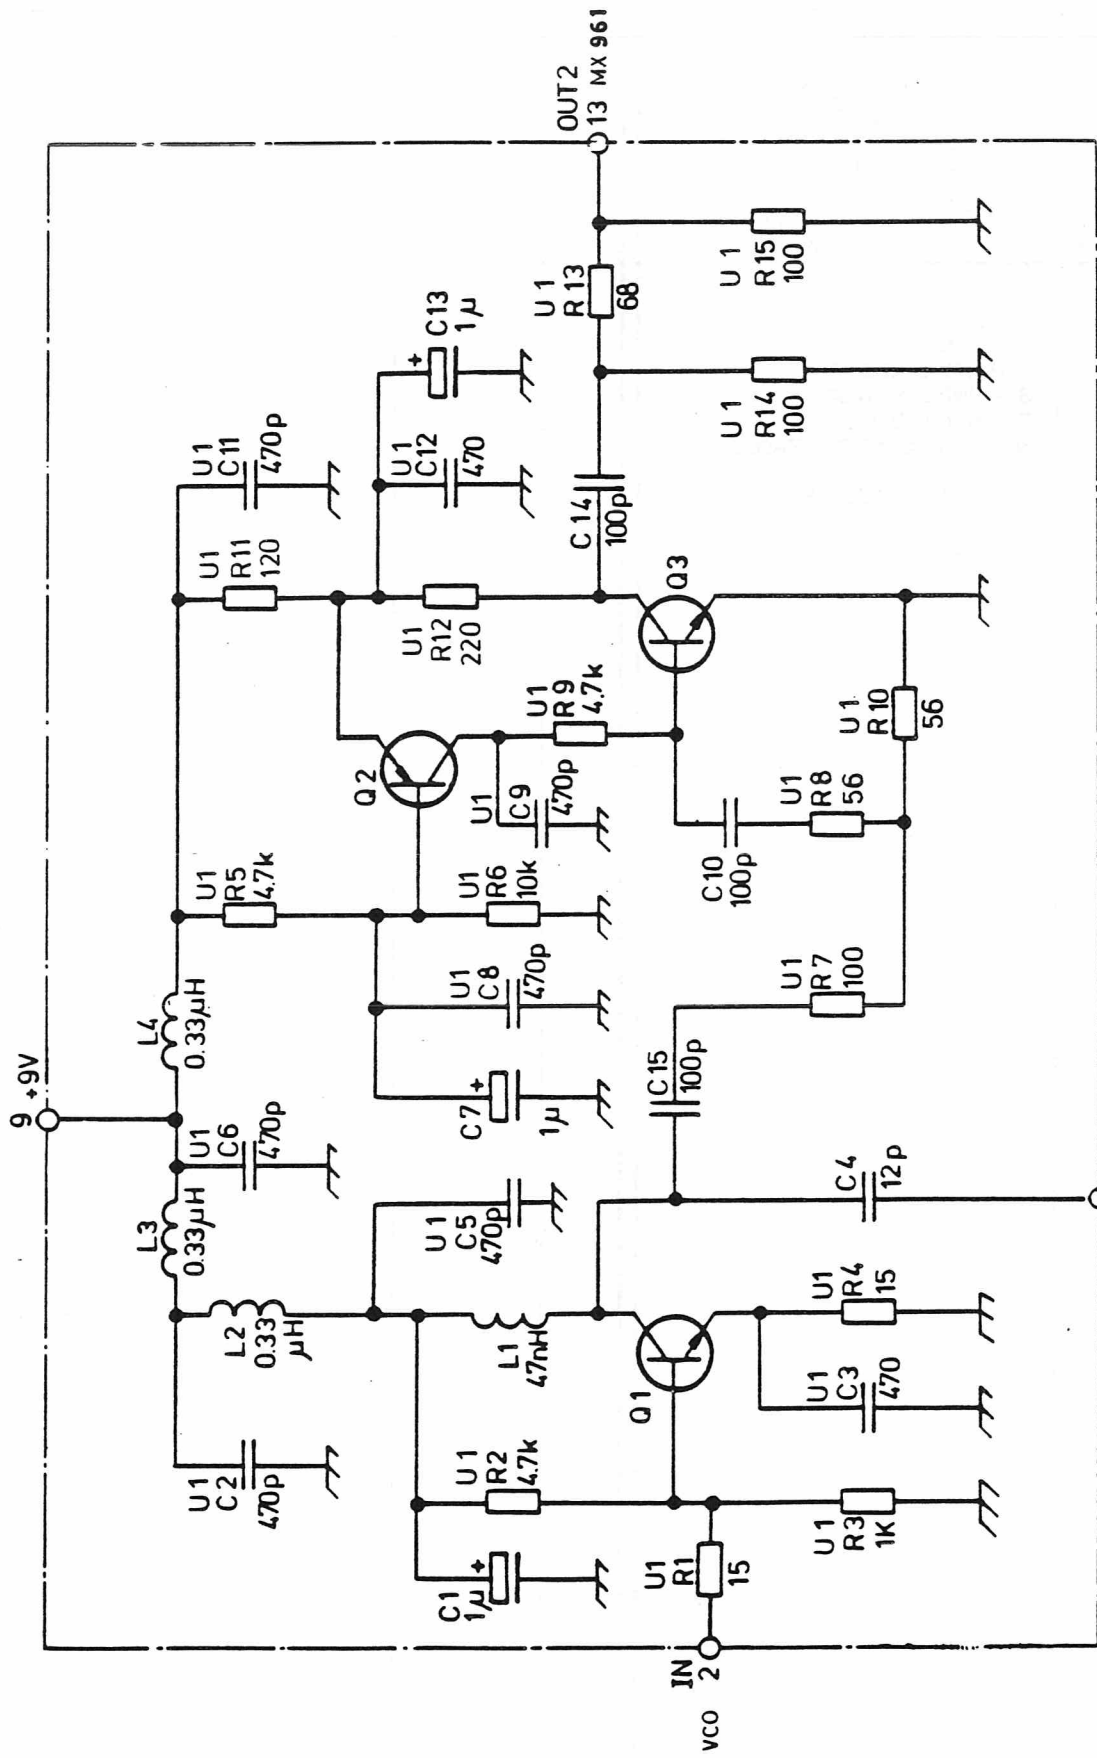 9 +9V
L3
0.33μH
L4
0.33μH
U1
C2
470p
L2
0.33
μH
U1
C6
470p
U1
R5
4.7k
U1
R11
120
U1
C11
470p
C1
1μ
+
U1
R2
4.7k
L1
47nH
U1
C5
470p
C7
+
1μ
U1
C8
470p
U1
R6
10k
Q2
U1
C9
470p
U1
R9
4.7k
U1
R12
220
U1
C12
470
+
C13
1μ
VCO
IN
2
U1
R1
15
Q1
C15
100p
Q3
C14
100p
U1
R13
68
OUT2
13 MX 961
U1
R3
1K
U1
C3
470
U1
R4
15
C4
12p
U1
R7
100
C10
100p
U1
R8
56
U1
R10
56
U1
R14
100
U1
R15
100